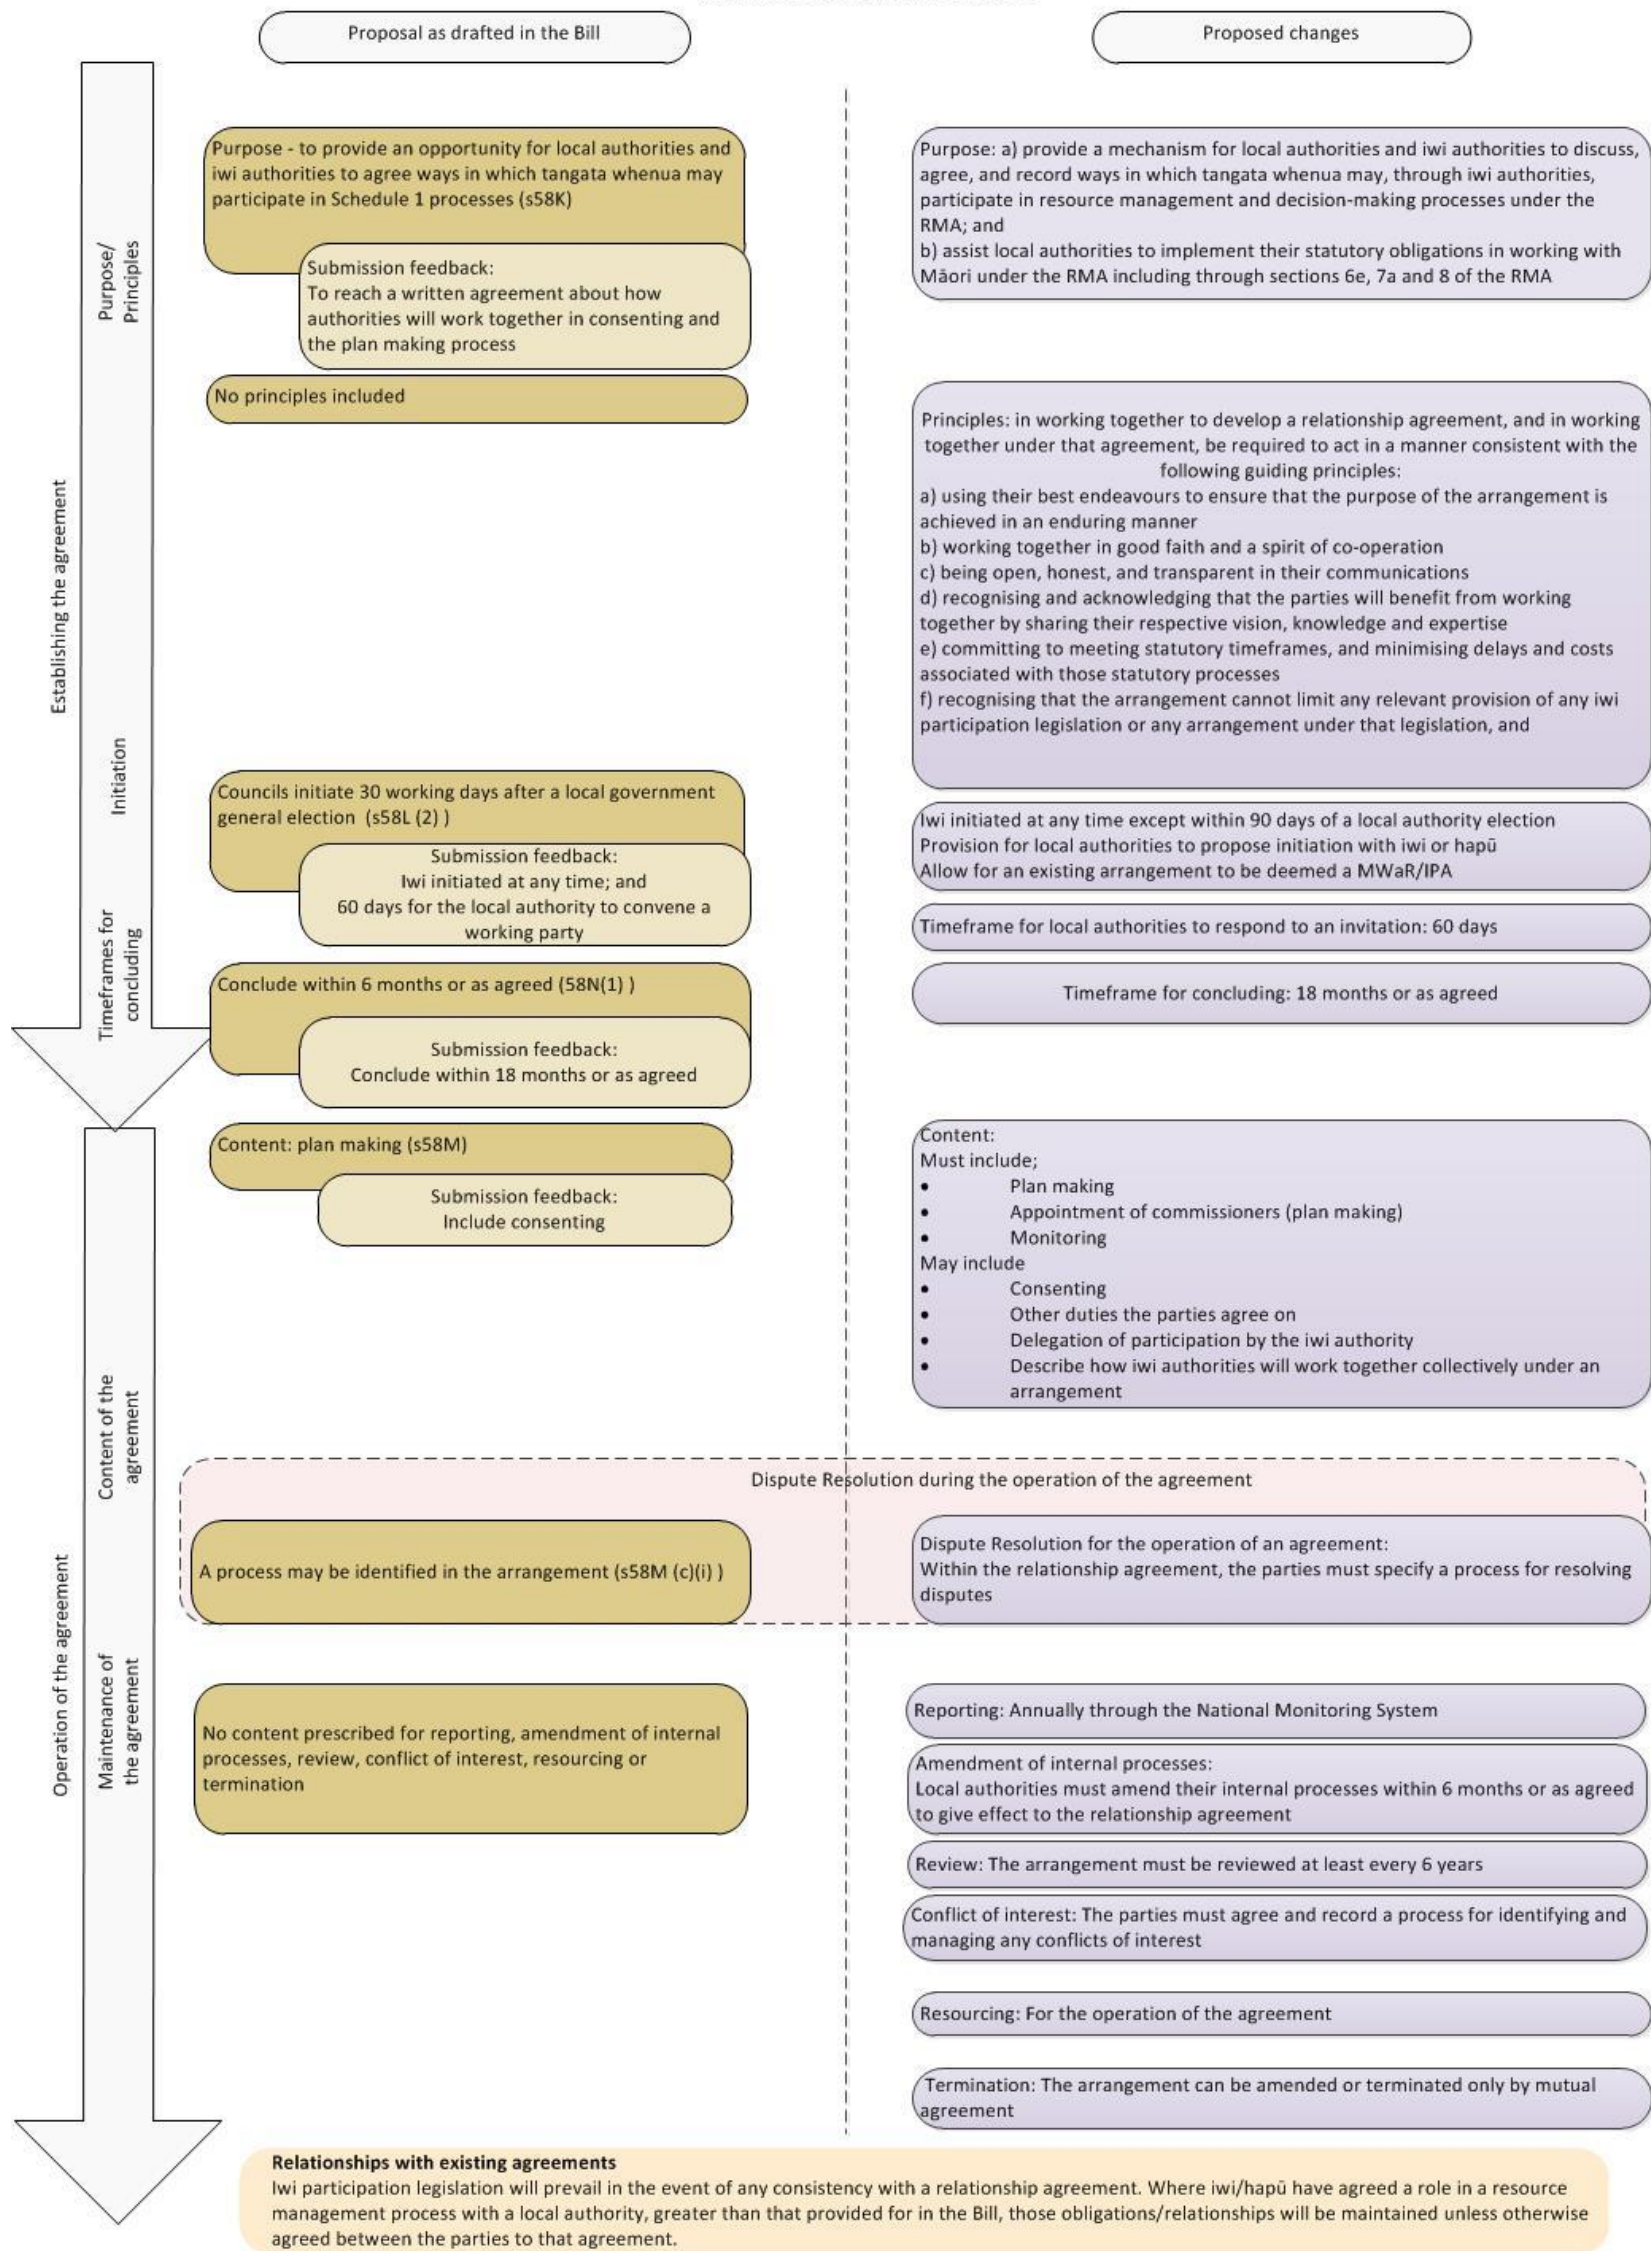 Proposal as drafted in the Bill
Proposed changes
Establishing the agreement
Purpose/
Principles
Purpose - to provide an opportunity for local authorities and
iwi authorities to agree ways in which tangata whenua may
participate in Schedule 1 processes (s58K)
Submission feedback:
To reach a written agreement about how
authorities will work together in consenting and
the plan making process
No principles included
Purpose: a) provide a mechanism for local authorities and iwi authorities to discuss,
agree, and record ways in which tangata whenua may, through iwi authorities,
participate in resource management and decision-making processes under the
RMA; and
b) assist local authorities to implement their statutory obligations in working with
Māori under the RMA including through sections 6e, 7a and 8 of the RMA
Principles: in working together to develop a relationship agreement, and in working
together under that agreement, be required to act in a manner consistent with the
following guiding principles:
a) using their best endeavours to ensure that the purpose of the arrangement is
achieved in an enduring manner
b) working together in good faith and a spirit of co-operation
c) being open, honest, and transparent in their communications
d) recognising and acknowledging that the parties will benefit from working
together by sharing their respective vision, knowledge and expertise
e) committing to meeting statutory timeframes, and minimising delays and costs
associated with those statutory processes
f) recognising that the arrangement cannot limit any relevant provision of any iwi
participation legislation or any arrangement under that legislation, and
Initiation
Councils initiate 30 working days after a local government
general election (s58L (2) )
Submission feedback:
Iwi initiated at any time; and
60 days for the local authority to convene a
working party
Iwi initiated at any time except within 90 days of a local authority election
Provision for local authorities to propose initiation with iwi or hapū
Allow for an existing arrangement to be deemed a MWaR/IPA
Timeframe for local authorities to respond to an invitation: 60 days
Timeframes for
concluding
Conclude within 6 months or as agreed (58N(1) )
Submission feedback:
Conclude within 18 months or as agreed
Timeframe for concluding: 18 months or as agreed
Operation of the agreement
Content of the
agreement
Content: plan making (s58M)
Submission feedback:
Include consenting
Content:
Must include;
• Plan making
• Appointment of commissioners (plan making)
• Monitoring
May include
• Consenting
• Other duties the parties agree on
• Delegation of participation by the iwi authority
• Describe how iwi authorities will work together collectively under an
arrangement
Dispute Resolution during the operation of the agreement
A process may be identified in the arrangement (s58M (c)(i) )
Dispute Resolution for the operation of an agreement:
Within the relationship agreement, the parties must specify a process for resolving
disputes
Maintenance of
the agreement
No content prescribed for reporting, amendment of internal
processes, review, conflict of interest, resourcing or
termination
Reporting: Annually through the National Monitoring System
Amendment of internal processes:
Local authorities must amend their internal processes within 6 months or as agreed
to give effect to the relationship agreement
Review: The arrangement must be reviewed at least every 6 years
Conflict of interest: The parties must agree and record a process for identifying and
managing any conflicts of interest
Resourcing: For the operation of the agreement
Termination: The arrangement can be amended or terminated only by mutual
agreement
Relationships with existing agreements
Iwi participation legislation will prevail in the event of any consistency with a relationship agreement. Where iwi/hapū have agreed a role in a resource
management process with a local authority, greater than that provided for in the Bill, those obligations/relationships will be maintained unless otherwise
agreed between the parties to that agreement.